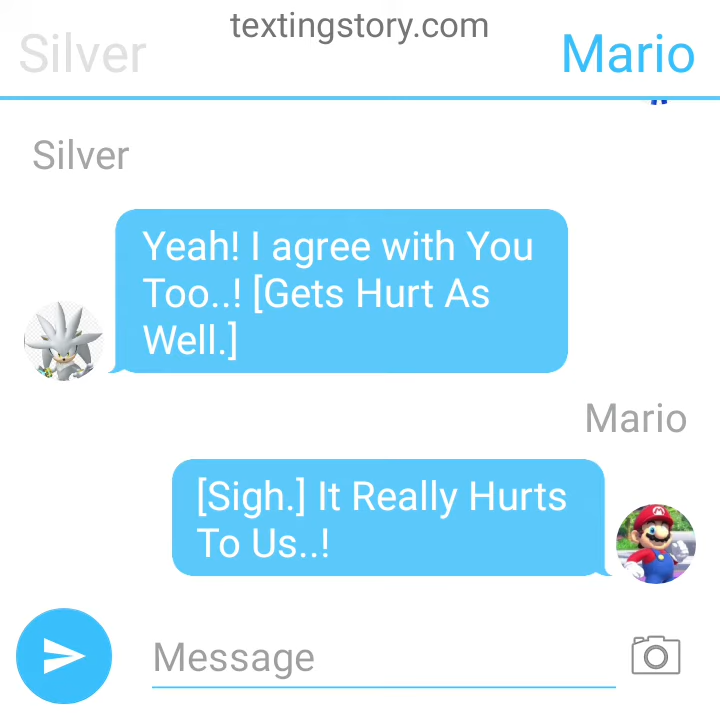 textingstory.com
Silver
Mario
Silver
Yeah! I agree with You
Too..! [Gets Hurt As
Well.]
Mario
[Sigh.] It Really Hurts
To Us..!
Message